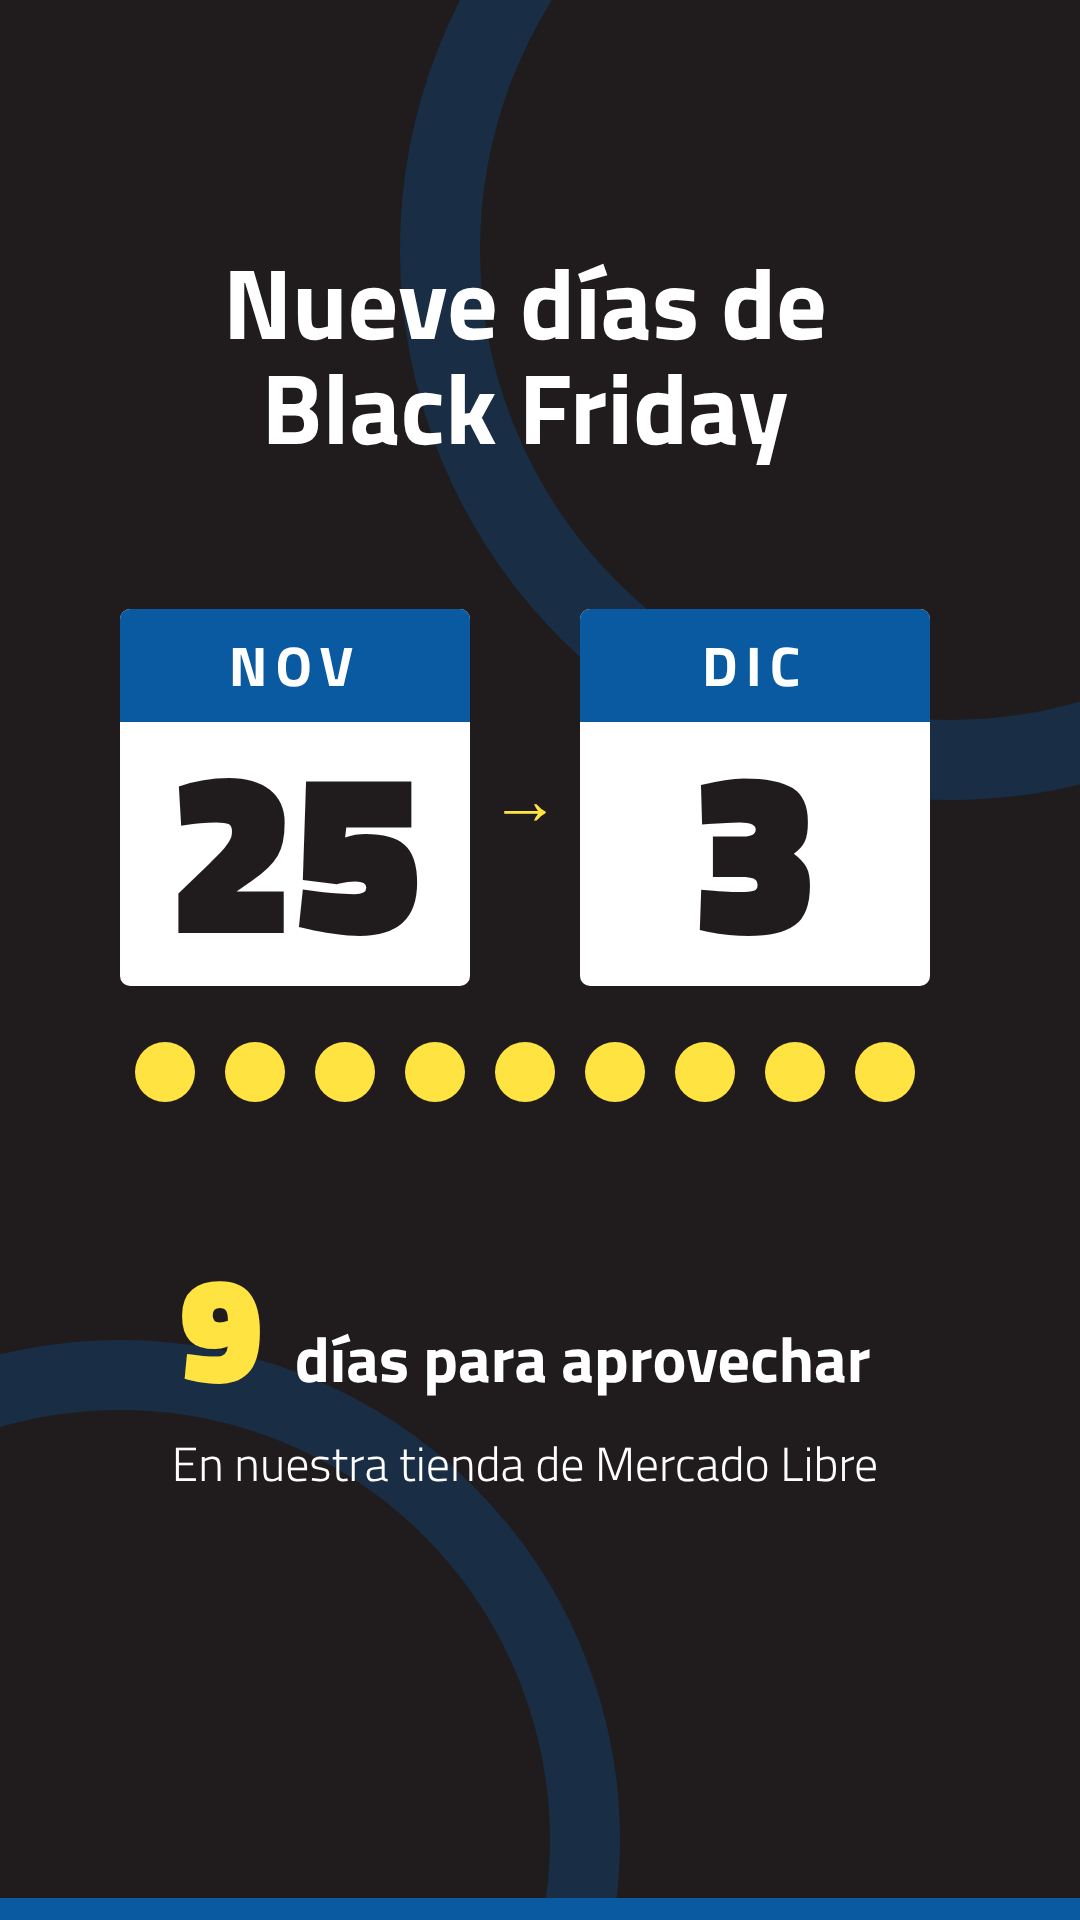 Nueve días de
Black Friday
NOV
25
→
DIC
3
9 días para aprovechar
En nuestra tienda de Mercado Libre